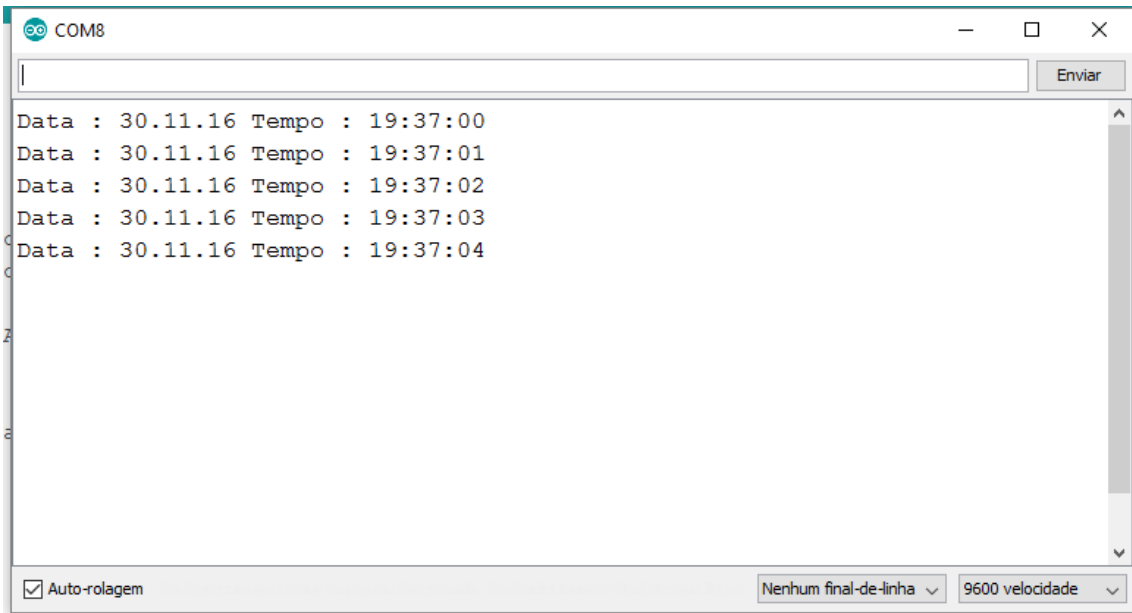 COM8
Enviar
Data : 30.11.16 Tempo : 19:37:00
Data : 30.11.16 Tempo : 19:37:01
Data : 30.11.16 Tempo : 19:37:02
Data : 30.11.16 Tempo : 19:37:03
Data : 30.11.16 Tempo : 19:37:04
Auto-rolagem Nenhum final-de-linha 9600 velocidade